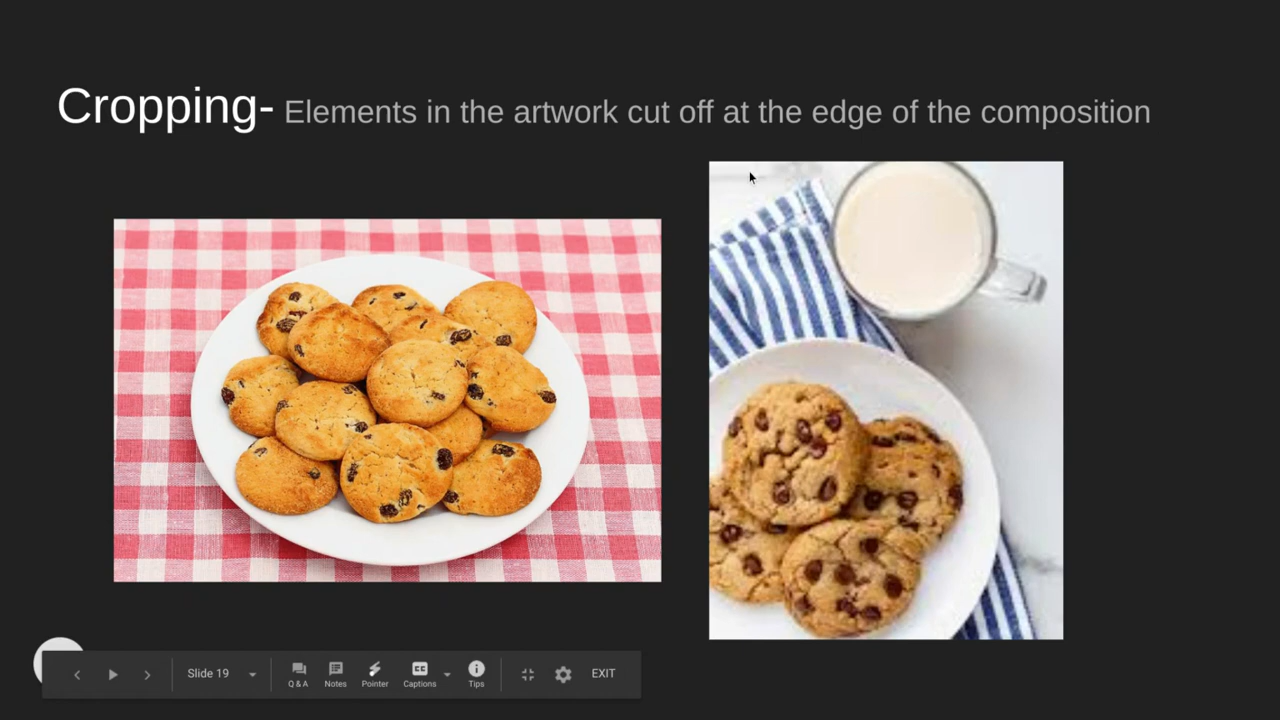 Cropping- Elements in the artwork cut off at the edge of the composition
Slide 19
Q & A
Notes
Pointer
CC
Captions
Tips
EXIT